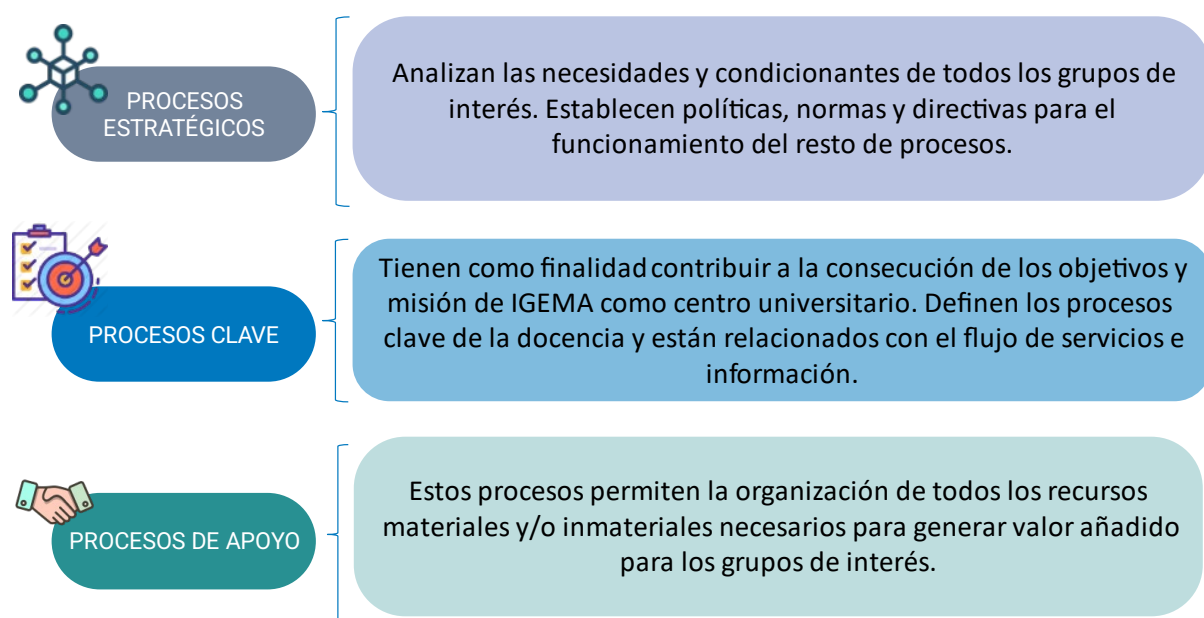 PROCESOS
ESTRATÉGICOS
Analizan las necesidades y condicionantes de todos los grupos de
interés. Establecen políticas, normas y directivas para el
funcionamiento del resto de procesos.
PROCESOS CLAVE
Tienen como finalidad contribuir a la consecución de los objetivos y
misión de IGEMA como centro universitario. Definen los procesos
clave de la docencia y están relacionados con el flujo de servicios e
información.
PROCESOS DE APOYO
Estos procesos permiten la organización de todos los recursos
materiales y/o inmateriales necesarios para generar valor añadido
para los grupos de interés.